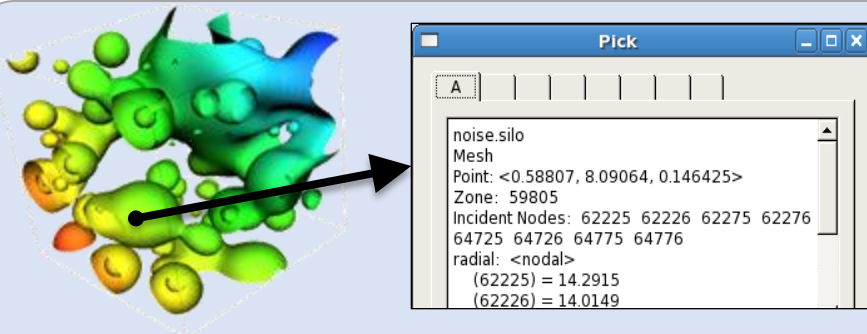 Pick
A
noise.silo
Mesh
Point: <0.58807, 8.09064, 0.146425>
Zone: 59805
Incident Nodes: 62225 62226 62275 62276
64725 64726 64775 64776
radial: <nodal>
(62225) = 14.2915
(62226) = 14.0149